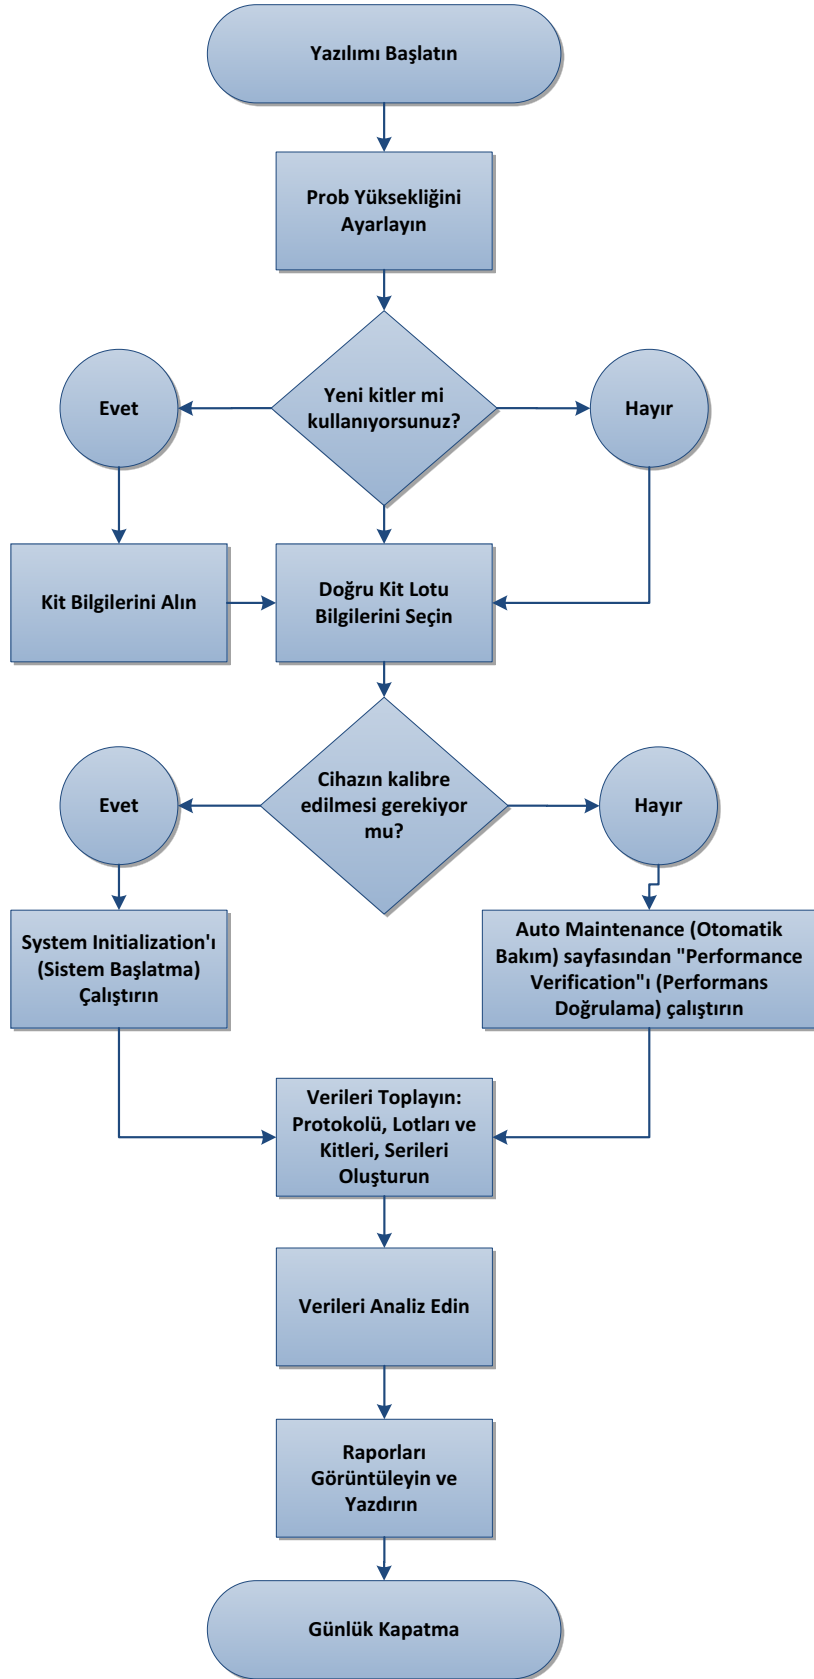 Yazılımı Başlatın
Prob Yüksekliğini
Ayarlayın
Yeni kitler mi
kullanıyorsunuz?
Evet
Hayır
Kit Bilgilerini Alın
Doğru Kit Lotu
Bilgilerini Seçin
Cihazın kalibre
edilmesi gerekiyor
mu?
Evet
Hayır
System Initialization'ı
(Sistem Başlatma)
Çalıştırın
Auto Maintenance (Otomatik
Bakım) sayfasından "Performance
Verification"ı (Performans
Doğrulama) çalıştırın
Verileri Toplayın:
Protokolü, Lotları ve
Kitleri, Serileri
Oluşturun
Verileri Analiz Edin
Raporları
Görüntüleyin ve
Yazdırın
Günlük Kapatma